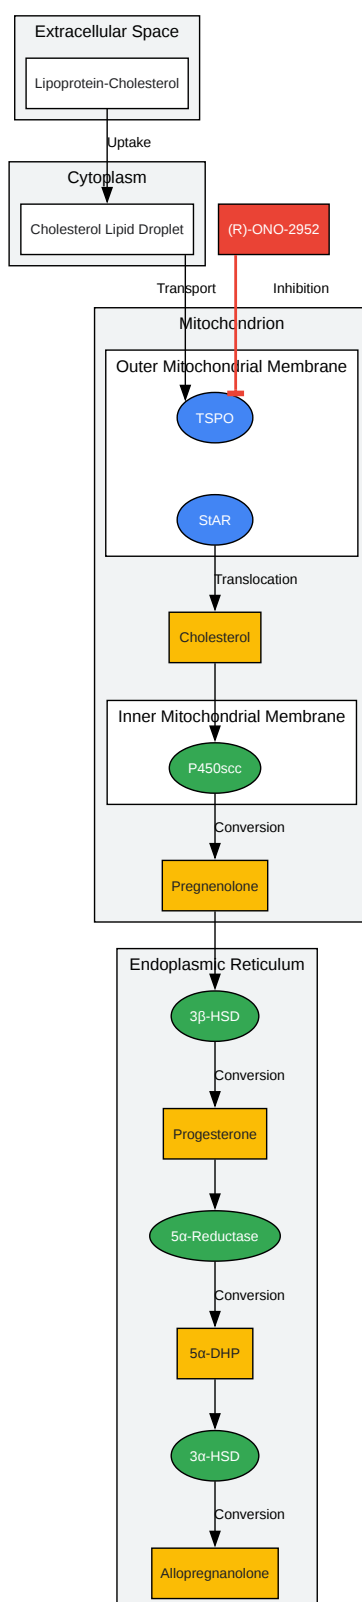 Extracellular Space
Lipoprotein-Cholesterol
Uptake
Cytoplasm
Cholesterol Lipid Droplet
(R)-ONO-2952
Transport
Inhibition
Mitochondrion
Outer Mitochondrial Membrane
TSPO
StAR
Translocation
Cholesterol
Inner Mitochondrial Membrane
P450scc
Conversion
Pregnenolone
Endoplasmic Reticulum
3β-HSD
Conversion
Progesterone
5α-Reductase
Conversion
5α-DHP
3α-HSD
Conversion
Allopregnanolone